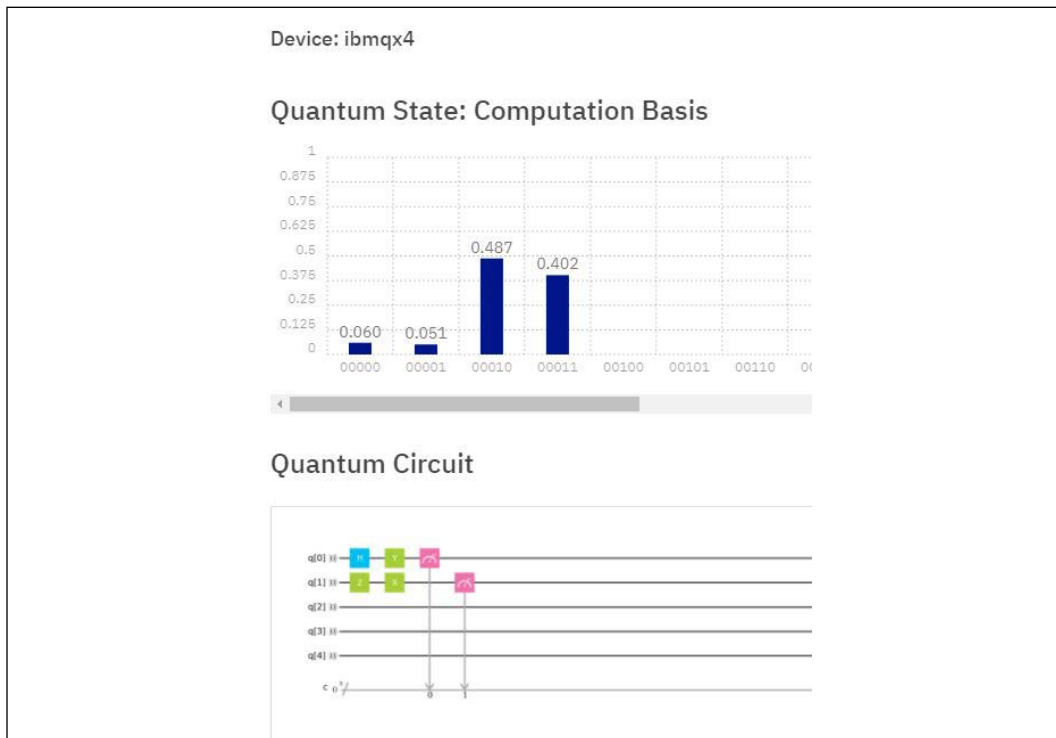 Device: ibmqx4
Quantum State: Computation Basis
1
0.875
0.75
0.625
0.5
0.375
0.25
0.125
0
0.060
0.051
0.487
0.402
00000 00001 00010 00011 00100 00101 00110 00
Quantum Circuit
q[0] H Y
q[1] Z X
q[2]
q[3]
q[4]
c 0
0 1